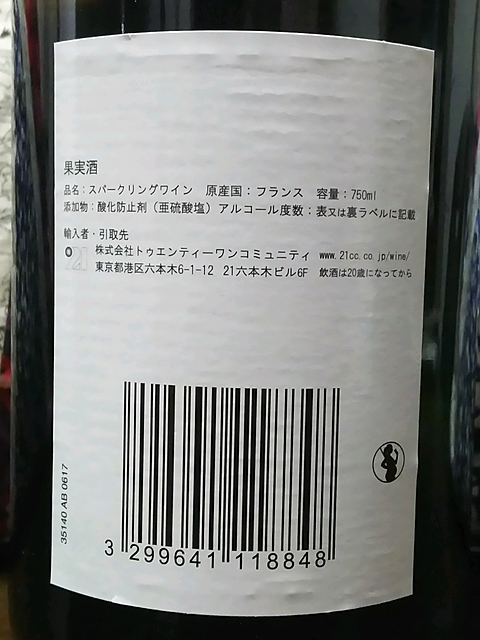 果実酒
品名：スパークリングワイン　原産国：フランス　容量：750ml
添加物：酸化防止剤（亜硫酸塩）アルコール度数：表又は裏ラベルに記載
輸入者・引取先
21 株式会社トゥエンティーワンコミュニティ　www.21cc.co.jp/wine/
東京都港区六本木6-1-12　21六本木ビル6F　飲酒は20歳になってから
35140 AB 0617
3 299641 118848